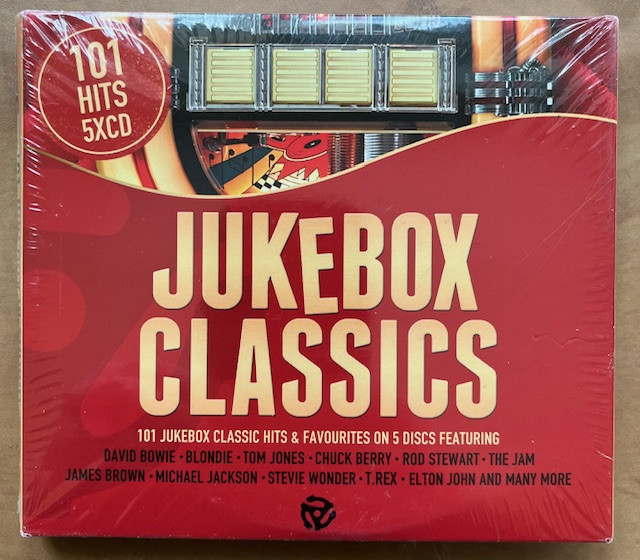 101
HITS
5XCD
JUKEBOX
CLASSICS
101 JUKEBOX CLASSIC HITS & FAVOURITES ON 5 DISCS FEATURING
DAVID BOWIE · BLONDIE · TOM JONES · CHUCK BERRY · ROD STEWART · THE JAM
JAMES BROWN · MICHAEL JACKSON · STEVIE WONDER · T.REX · ELTON JOHN AND MANY MORE